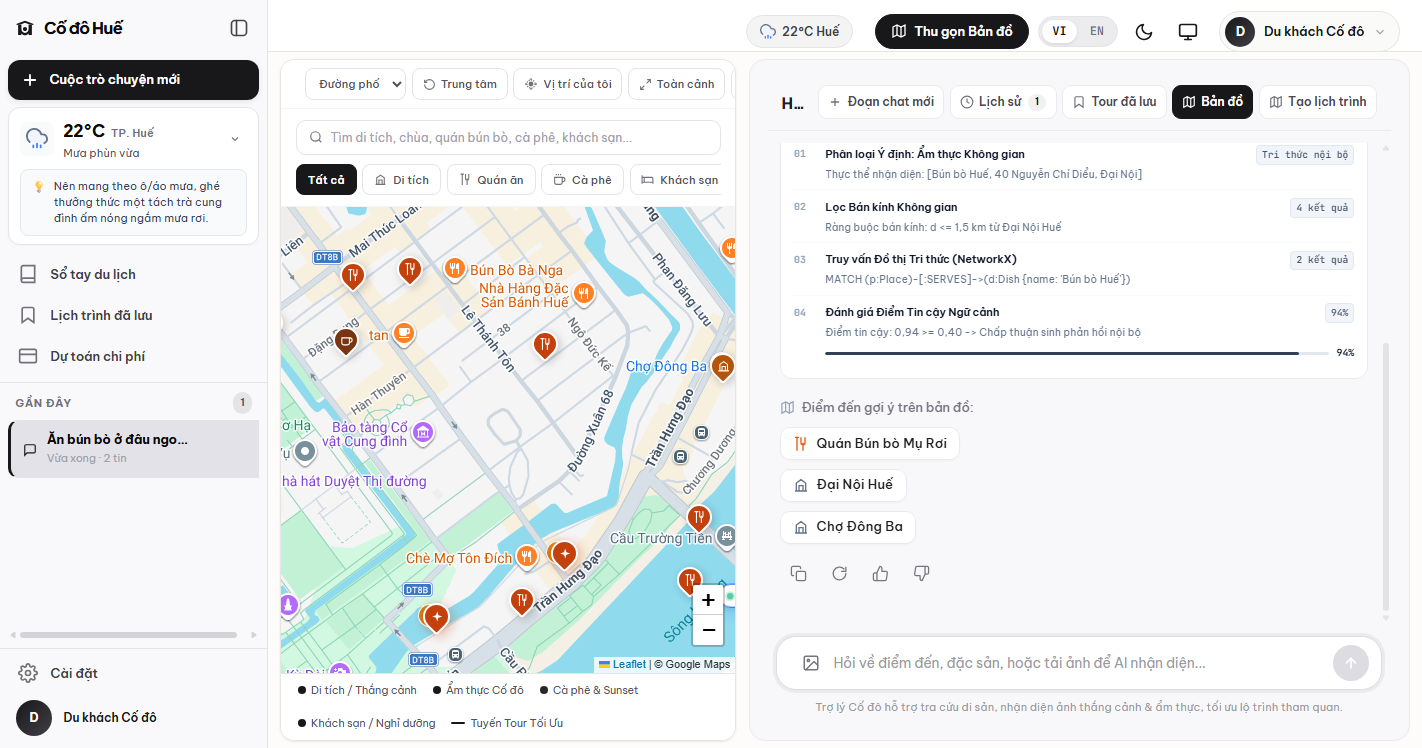 Cố đô Huế
Cuộc trò chuyện mới
22°C TP. Huế
Mưa phùn vừa
Nên mang theo ô/áo mưa, ghé
thưởng thức một tách trà cung
đình ấm nóng ngắm mưa rơi.
Sổ tay du lịch
Lịch trình đã lưu
Dự toán chi phí
GẦN ĐÂY 1
Ăn bún bò ở đâu ngo...
Vừa xong · 2 tin
Cài đặt
D Du khách Cố đô
22°C Huế
Thu gọn Bản đồ
VI EN
D Du khách Cố đô
Đường phố
Trung tâm
Vị trí của tôi
Toàn cảnh
Tìm di tích, chùa, quán bún bò, cà phê, khách sạn...
Tất cả
Di tích
Quán ăn
Cà phê
Khách sạn
Liên
Mai Thúc Loan
DT8B
Bún Bò Bà Nga
Nhà Hàng Đặc
Sản Bánh Huế
Phan Đăng Lưu
Lê Thánh Tôn
38
Ngô Đức Kế
Đặng Dung
tan
Chợ Đông Ba
Hàn Thuyên
Đường Xuân 68
Trần Hưng Đạo
Bảo tàng Cổ
vật Cung đình
Chương Dương
hà hát Duyệt Thị đường
Cầu Trường Tiền
Chè Mợ Tôn Đích
DT8B
Trần Hưng Đạo
DT8B
+
−
Leaflet | © Google Maps
Di tích / Thắng cảnh
Ẩm thực Cố đô
Cà phê & Sunset
Khách sạn / Nghỉ dưỡng
Tuyến Tour Tối Ưu
H...
Đoạn chat mới
Lịch sử 1
Tour đã lưu
Bản đồ
Tạo lịch trình
01 Phân loại Ý định: Ẩm thực Không gian Tri thức nội bộ
Thực thể nhận diện: [Bún bò Huế, 40 Nguyễn Chí Diểu, Đại Nội]
02 Lọc Bán kính Không gian 4 kết quả
Ràng buộc bán kính: d <= 1,5 km từ Đại Nội Huế
03 Truy vấn Đồ thị Tri thức (NetworkX) 2 kết quả
MATCH (p:Place)-[:SERVES]->(d:Dish {name: 'Bún bò Huế'})
04 Đánh giá Điểm Tin cậy Ngữ cảnh 94%
Điểm tin cậy: 0,94 >= 0,40 -> Chấp thuận sinh phản hồi nội bộ
94%
Điểm đến gợi ý trên bản đồ:
Quán Bún bò Mụ Rơi
Đại Nội Huế
Chợ Đông Ba
Hỏi về điểm đến, đặc sản, hoặc tải ảnh để AI nhận diện...
Trợ lý Cố đô hỗ trợ tra cứu di sản, nhận diện ảnh thắng cảnh & ẩm thực, tối ưu lộ trình tham quan.